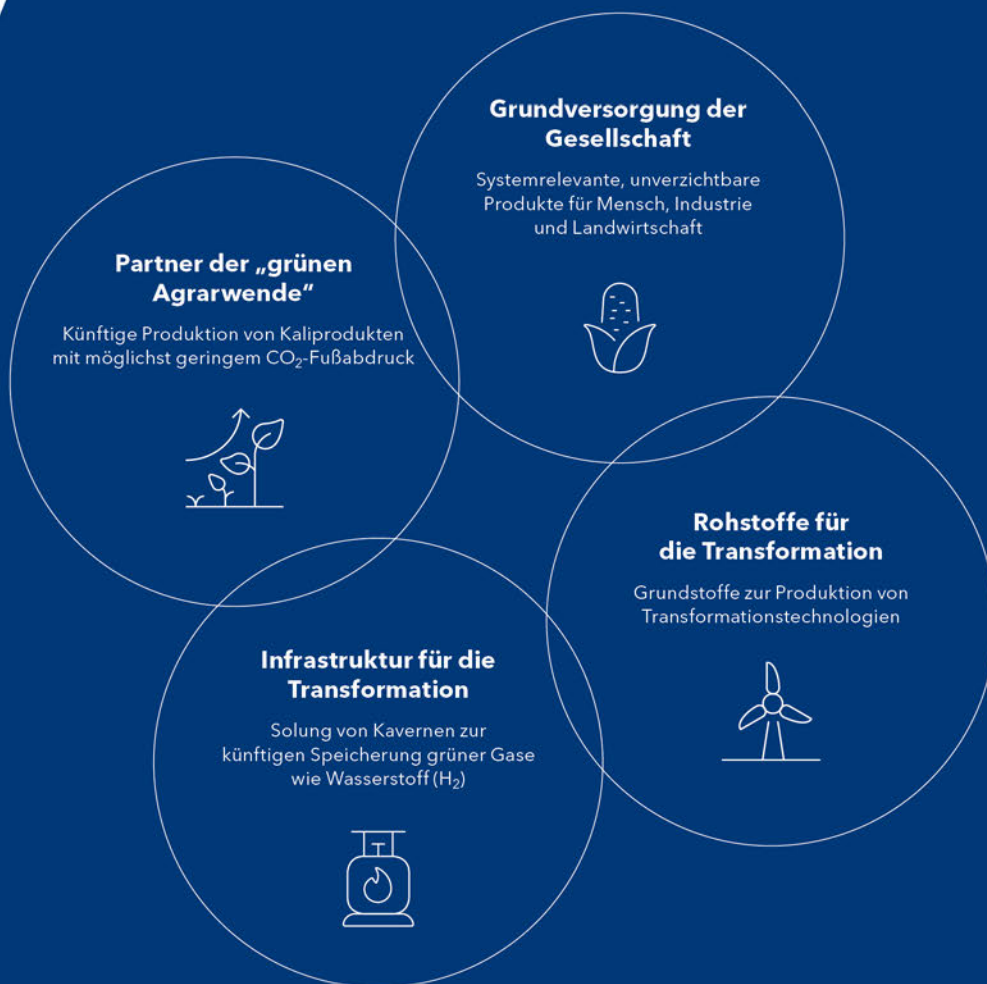 Grundversorgung der
Gesellschaft
Systemrelevante, unverzichtbare
Produkte für Mensch, Industrie
und Landwirtschaft
Partner der „grünen
Agrarwende“
Künftige Produktion von Kaliprodukten
mit möglichst geringem CO₂-Fußabdruck
Rohstoffe für
die Transformation
Grundstoffe zur Produktion von
Transformationstechnologien
Infrastruktur für die
Transformation
Solung von Kavernen zur
künftigen Speicherung grüner Gase
wie Wasserstoff (H₂)